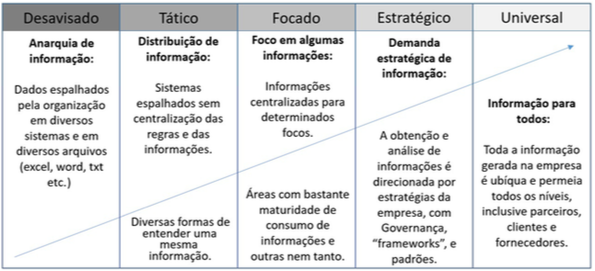 Desavisado
Tático
Focado
Estratégico
Universal
Anarquia de
informação:
Dados espalhados
pela organização
em diversos
sistemas e em
diversos arquivos
(excel, word, txt
etc.)
Distribuição de
informação:
Sistemas
espalhados sem
centralização das
regras e das
informações.
Diversas formas de
entender uma
mesma
informação.
Foco em algumas
informações:
Informações
centralizadas para
determinados
focos.
Áreas com bastante
maturidade de
consumo de
informações e
outras nem tanto.
Demanda
estratégica de
informação:
A obtenção e
análise de
informações é
direcionada por
estratégias da
empresa, com
Governança,
“frameworks”, e
padrões.
Informação para
todos:
Toda a informação
gerada na empresa
é ubíqua e permeia
todos os níveis,
inclusive parceiros,
clientes e
fornecedores.